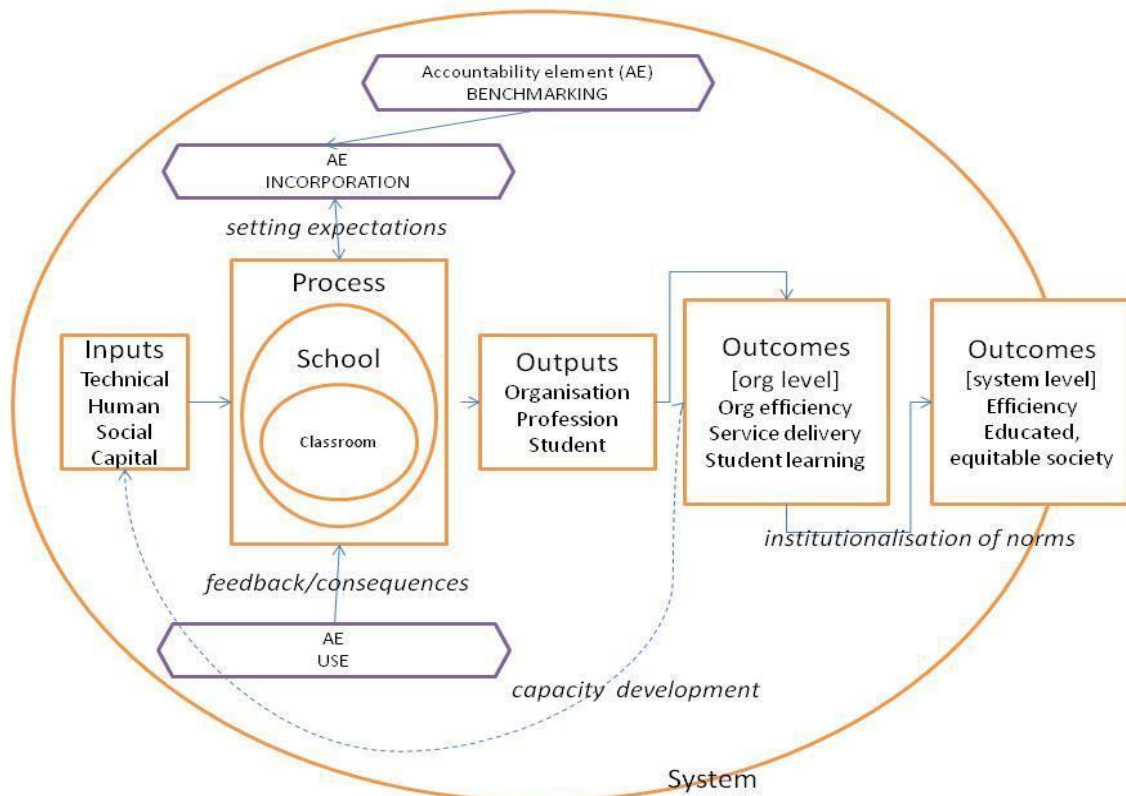 Accountability element (AE)
BENCHMARKING
AE
INCORPORATION
setting expectations
Process
School
Classroom
Inputs
Technical
Human
Social
Capital
Outputs
Organisation
Profession
Student
Outcomes
[org level]
Org efficiency
Service delivery
Student learning
Outcomes
[system level]
Efficiency
Educated,
equitable society
institutionalisation of norms
feedback/consequences
AE
USE
capacity development
System